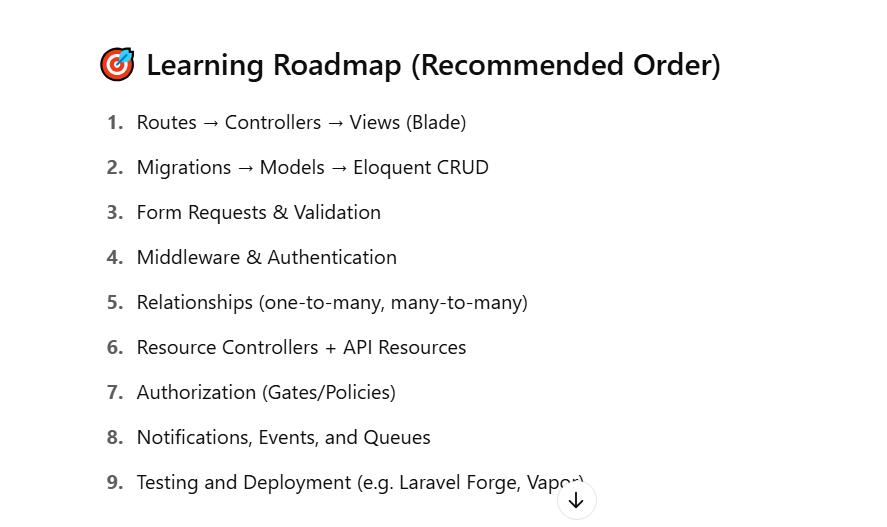 🎯 Learning Roadmap (Recommended Order)
1. Routes → Controllers → Views (Blade)
2. Migrations → Models → Eloquent CRUD
3. Form Requests & Validation
4. Middleware & Authentication
5. Relationships (one-to-many, many-to-many)
6. Resource Controllers + API Resources
7. Authorization (Gates/Policies)
8. Notifications, Events, and Queues
9. Testing and Deployment (e.g. Laravel Forge, Vapor)